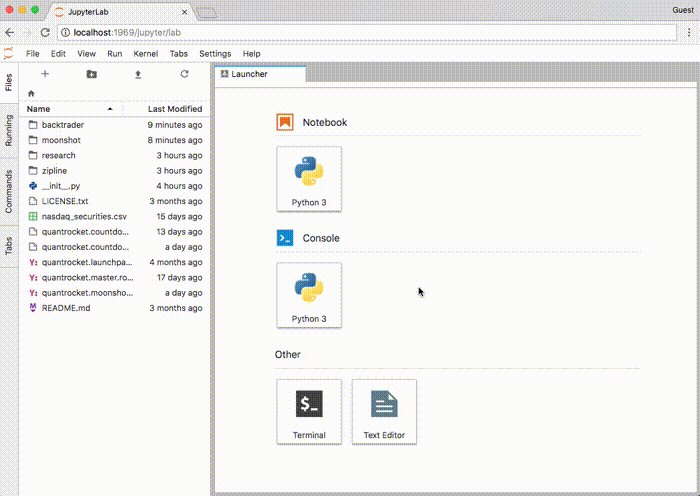 JupyterLab
Guest
localhost:1969/jupyter/lab
File Edit View Run Kernel Tabs Settings Help
Files
Running
Commands
Tabs
Launcher
Name Last Modified
backtrader 9 minutes ago
moonshot 8 minutes ago
research 3 hours ago
zipline 3 hours ago
__init__.py 4 hours ago
LICENSE.txt 3 months ago
nasdaq_securities.csv 15 days ago
quantrocket.countdo... 13 days ago
quantrocket.countdo... a day ago
quantrocket.launchpa... 4 months ago
quantrocket.master.ro... 17 days ago
quantrocket.moonsho... a day ago
README.md 3 months ago
Notebook
Python 3
Console
Python 3
Other
$_
Terminal
Text Editor